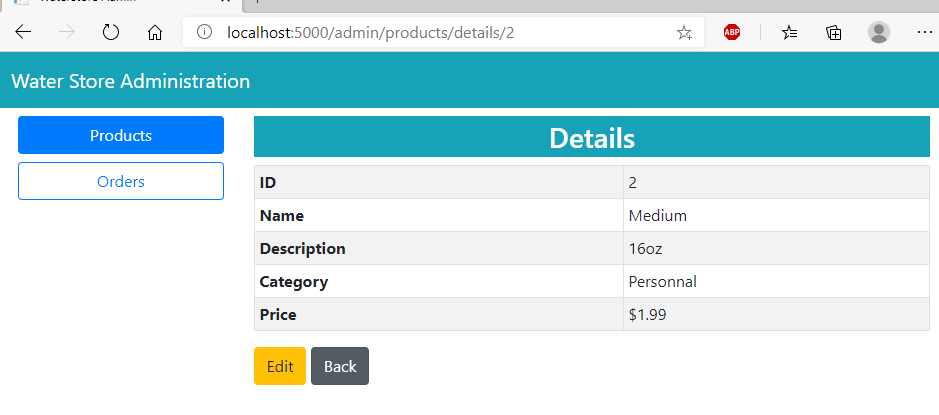 localhost:5000/admin/products/details/2
ABP
Water Store Administration
Products
Orders
Details
ID 2
Name Medium
Description 16oz
Category Personnal
Price $1.99
Edit Back